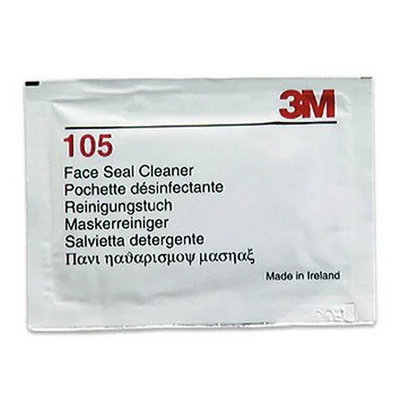 3M
105
Face Seal Cleaner
Pochette désinfectante
Reinigungstuch
Maskerreiniger
Salvietta detergente
Πανι ηαϑαρισμοψ μασηαξ
Made in Ireland